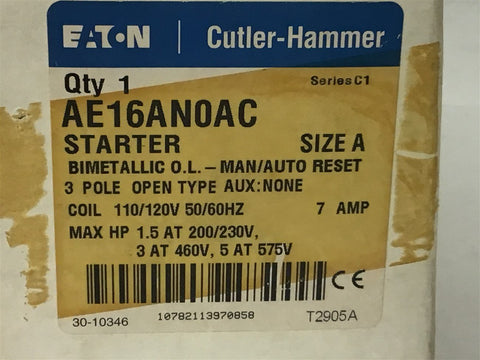 EATON | Cutler-Hammer
Qty 1 Series C1
AE16AN0AC
STARTER SIZE A
BIMETALLIC O.L. - MAN/AUTO RESET
3 POLE OPEN TYPE AUX:NONE
COIL 110/120V 50/60HZ 7 AMP
MAX HP 1.5 AT 200/230V,
3 AT 460V, 5 AT 575V
CE
30-10346 10782113970858 T2905A